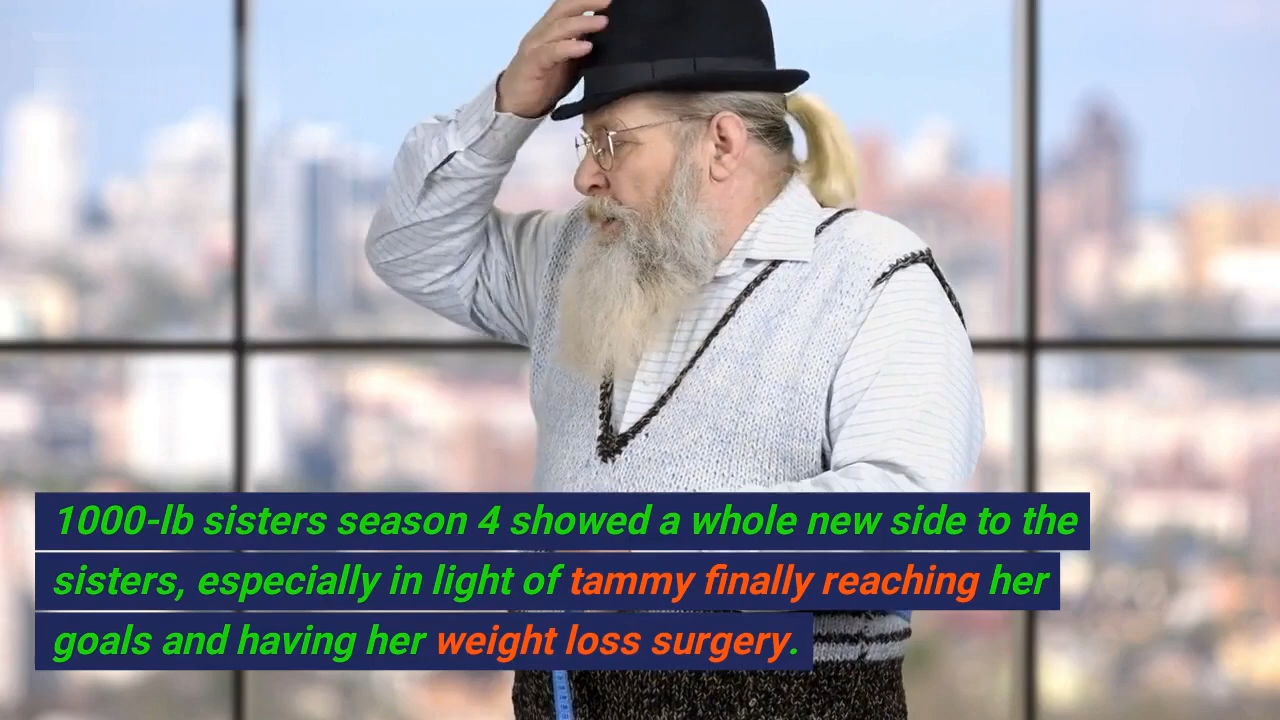 1000-lb sisters season 4 showed a whole new side to the
sisters, especially in light of tammy finally reaching her
goals and having her weight loss surgery.